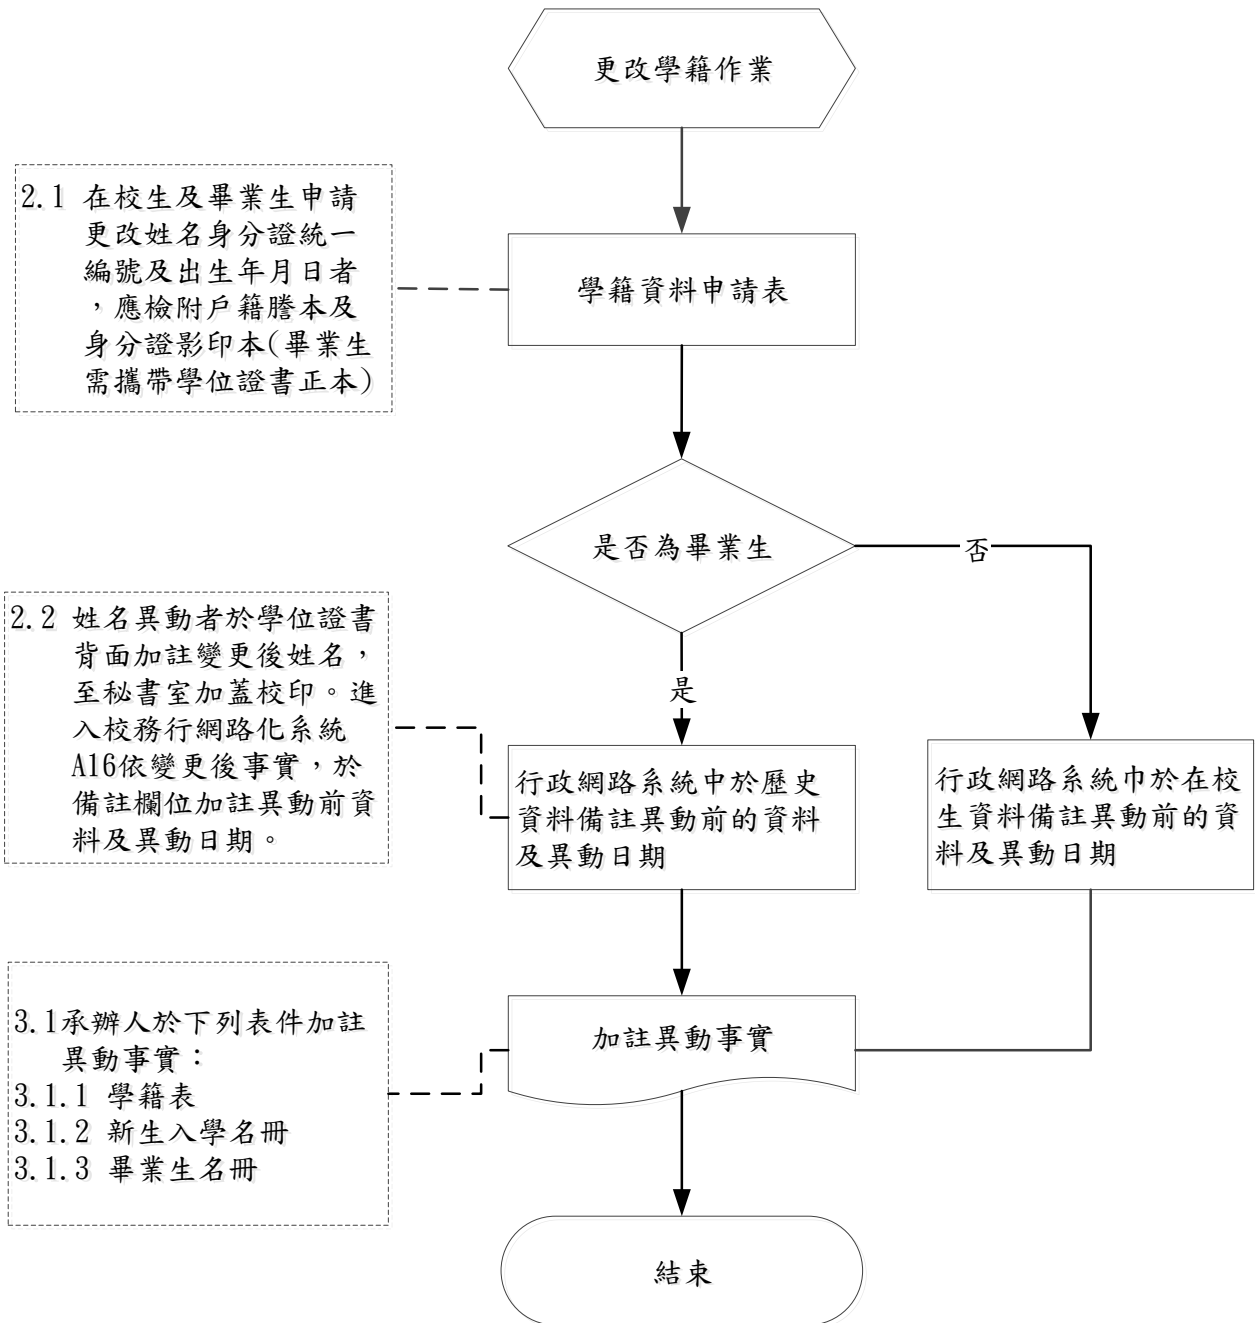 更改學籍作業
2.1 在校生及畢業生申請
更改姓名身分證統一
編號及出生年月日者
，應檢附戶籍謄本及
身分證影印本(畢業生
需攜帶學位證書正本)
學籍資料申請表
是否為畢業生
否
是
2.2 姓名異動者於學位證書
背面加註變更後姓名，
至秘書室加蓋校印。進
入校務行網路化系統
A16依變更後事實，於
備註欄位加註異動前資
料及異動日期。
行政網路系統中於歷史
資料備註異動前的資料
及異動日期
行政網路系統巾於在校
生資料備註異動前的資
料及異動日期
3.1承辦人於下列表件加註
異動事實：
3.1.1 學籍表
3.1.2 新生入學名冊
3.1.3 畢業生名冊
加註異動事實
結束